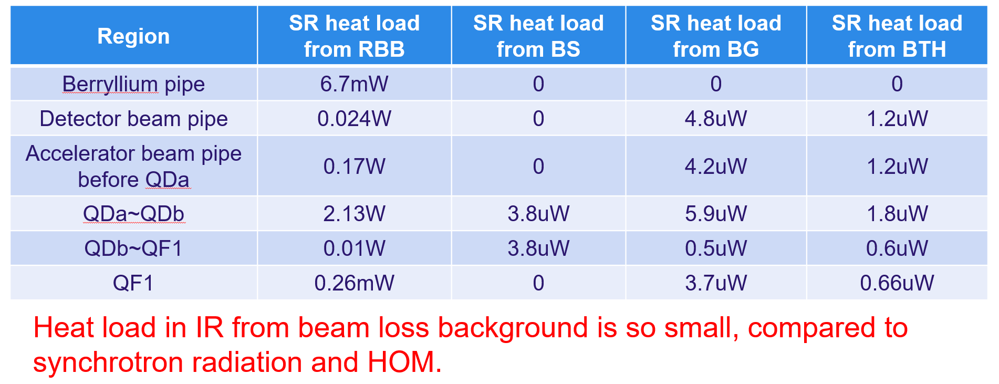 Region
SR heat load
from RBB
SR heat load
from BS
SR heat load
from BG
SR heat load
from BTH
Berryllium pipe
6.7mW
0
0
0
Detector beam pipe
0.024W
0
4.8uW
1.2uW
Accelerator beam pipe
before QDa
0.17W
0
4.2uW
1.2uW
QDa~QDb
2.13W
3.8uW
5.9uW
1.8uW
QDb~QF1
0.01W
3.8uW
0.5uW
0.6uW
QF1
0.26mW
0
3.7uW
0.66uW
Heat load in IR from beam loss background is so small, compared to
synchrotron radiation and HOM.